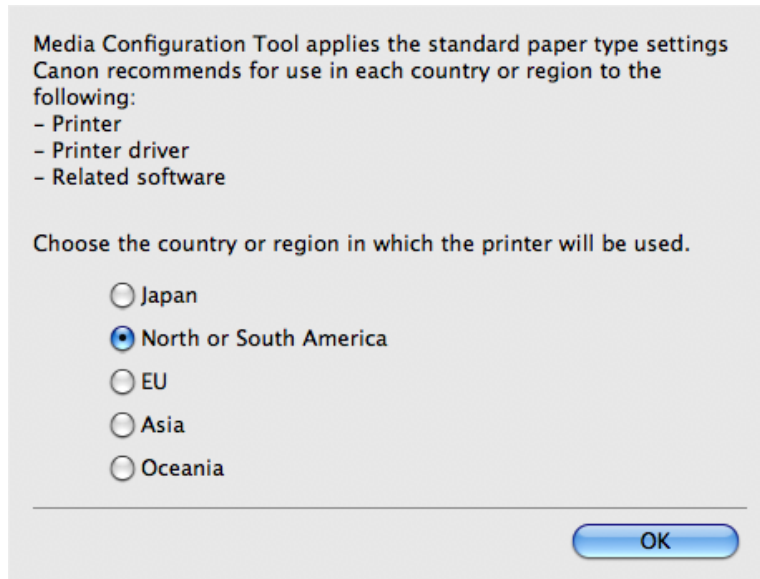 Media Configuration Tool applies the standard paper type settings
Canon recommends for use in each country or region to the
following:
– Printer
– Printer driver
– Related software
Choose the country or region in which the printer will be used.
Japan
North or South America
EU
Asia
Oceania
OK